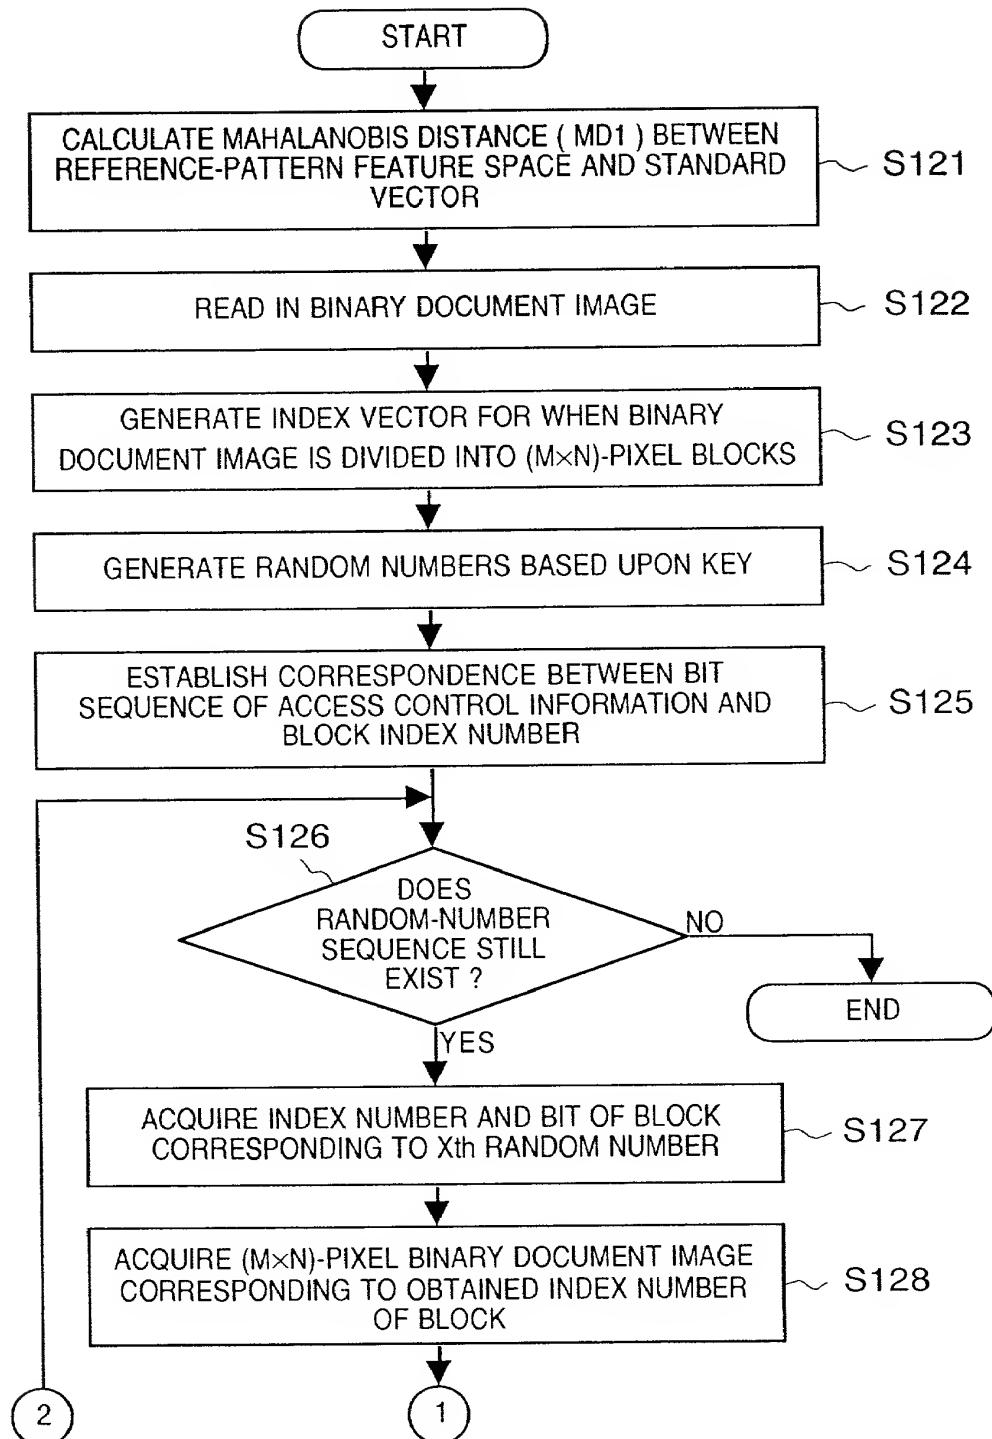 START
CALCULATE MAHALANOBIS DISTANCE ( MD1 ) BETWEEN
REFERENCE-PATTERN FEATURE SPACE AND STANDARD
VECTOR
S121
READ IN BINARY DOCUMENT IMAGE
S122
GENERATE INDEX VECTOR FOR WHEN BINARY
DOCUMENT IMAGE IS DIVIDED INTO (M×N)-PIXEL BLOCKS
S123
GENERATE RANDOM NUMBERS BASED UPON KEY
S124
ESTABLISH CORRESPONDENCE BETWEEN BIT
SEQUENCE OF ACCESS CONTROL INFORMATION AND
BLOCK INDEX NUMBER
S125
S126
DOES
RANDOM-NUMBER
SEQUENCE STILL
EXIST ?
NO
END
YES
ACQUIRE INDEX NUMBER AND BIT OF BLOCK
CORRESPONDING TO Xth RANDOM NUMBER
S127
ACQUIRE (M×N)-PIXEL BINARY DOCUMENT IMAGE
CORRESPONDING TO OBTAINED INDEX NUMBER
OF BLOCK
S128
2
1